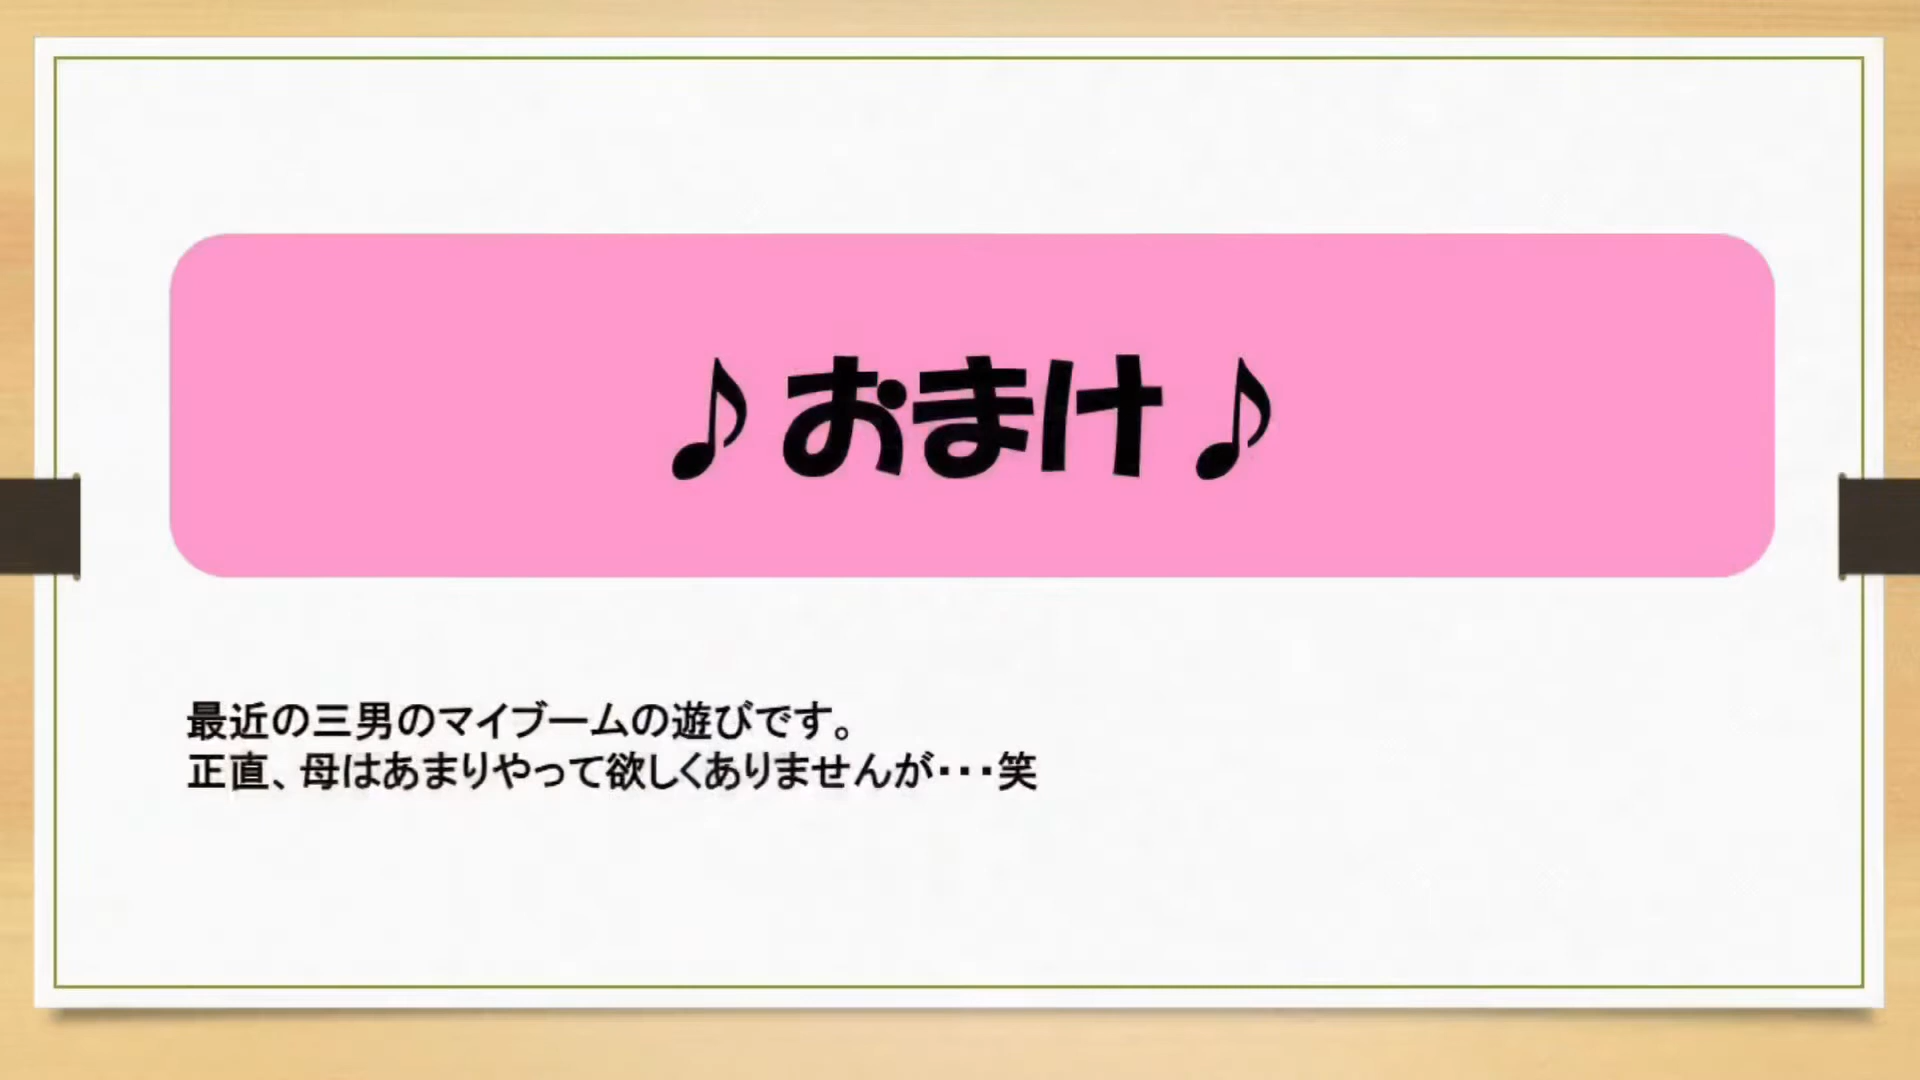 ♪おまけ♪
最近の三男のマイブームの遊びです。
正直、母はあまりやって欲しくありませんが・・・笑